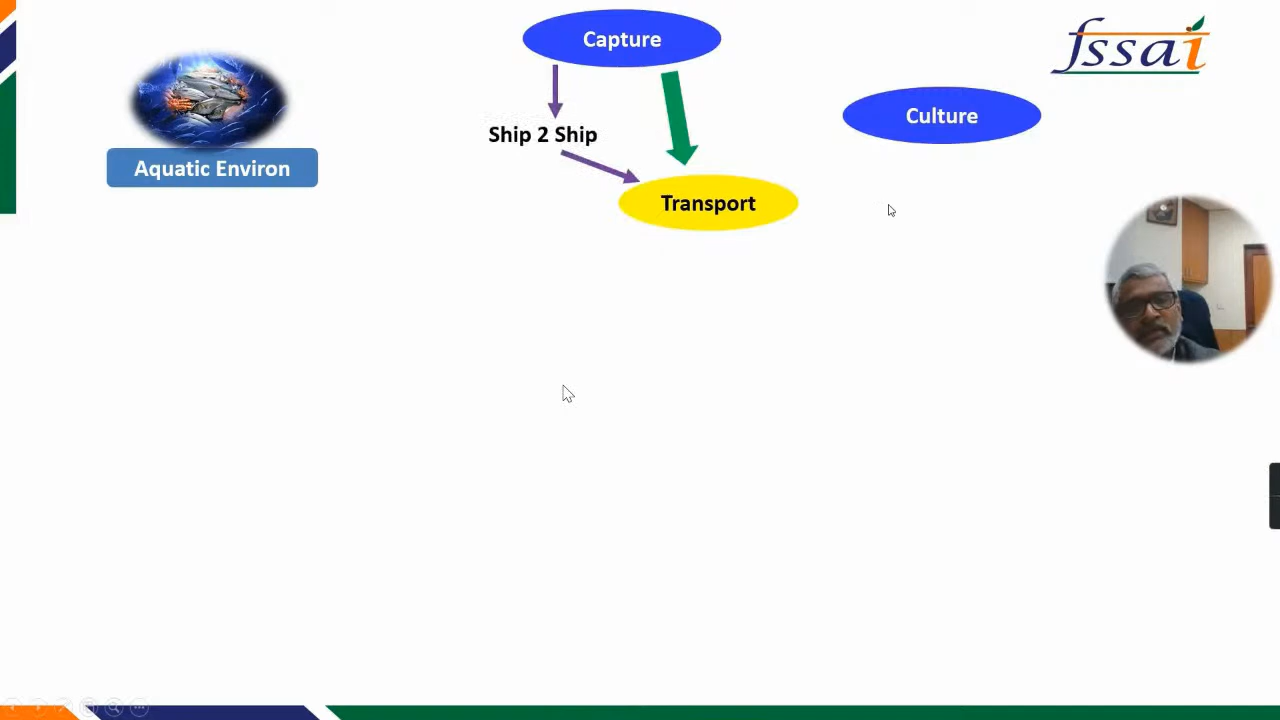 Capture
fssai
Culture
Ship 2 Ship
Aquatic Environ
Transport